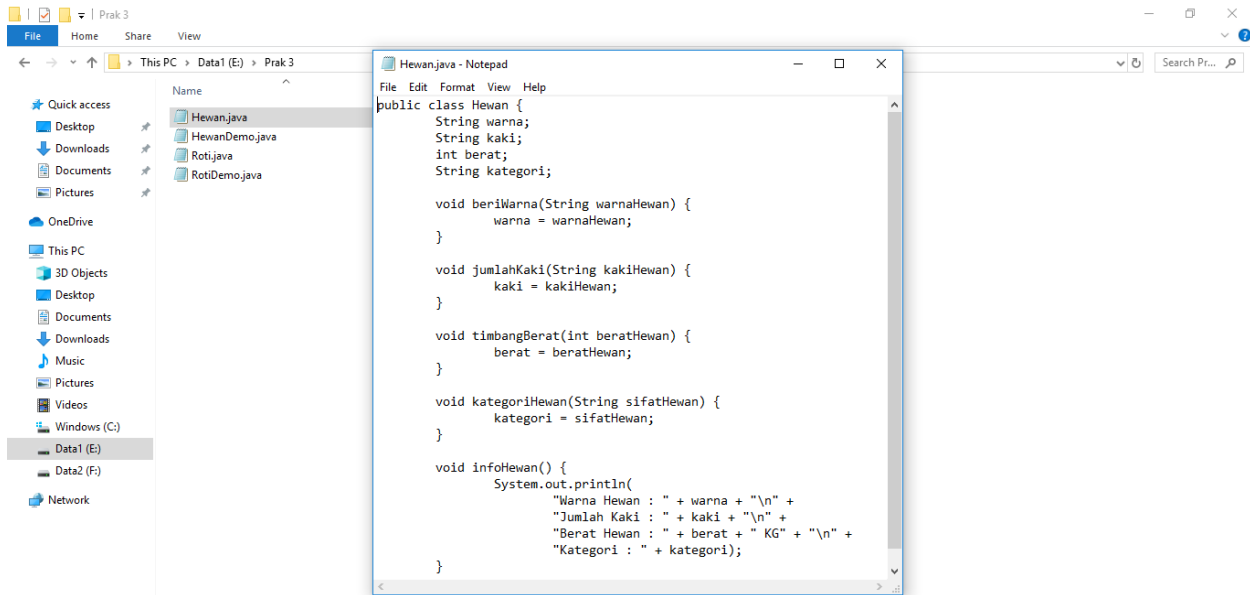 Prak 3
File Home Share View
This PC > Data1 (E:) > Prak 3
Search Pr...
Quick access
Desktop
Downloads
Documents
Pictures
OneDrive
This PC
3D Objects
Desktop
Documents
Downloads
Music
Pictures
Videos
Windows (C:)
Data1 (E:)
Data2 (F:)
Network
Name
Hewan.java
HewanDemo.java
Roti.java
RotiDemo.java
Hewan.java - Notepad
File Edit Format View Help
public class Hewan {
String warna;
String kaki;
int berat;
String kategori;
void beriWarna(String warnaHewan) {
warna = warnaHewan;
}
void jumlahKaki(String kakiHewan) {
kaki = kakiHewan;
}
void timbangBerat(int beratHewan) {
berat = beratHewan;
}
void kategoriHewan(String sifatHewan) {
kategori = sifatHewan;
}
void infoHewan() {
System.out.println(
"Warna Hewan : " + warna + "\n" +
"Jumlah Kaki : " + kaki + "\n" +
"Berat Hewan : " + berat + " KG" + "\n" +
"Kategori : " + kategori);
}